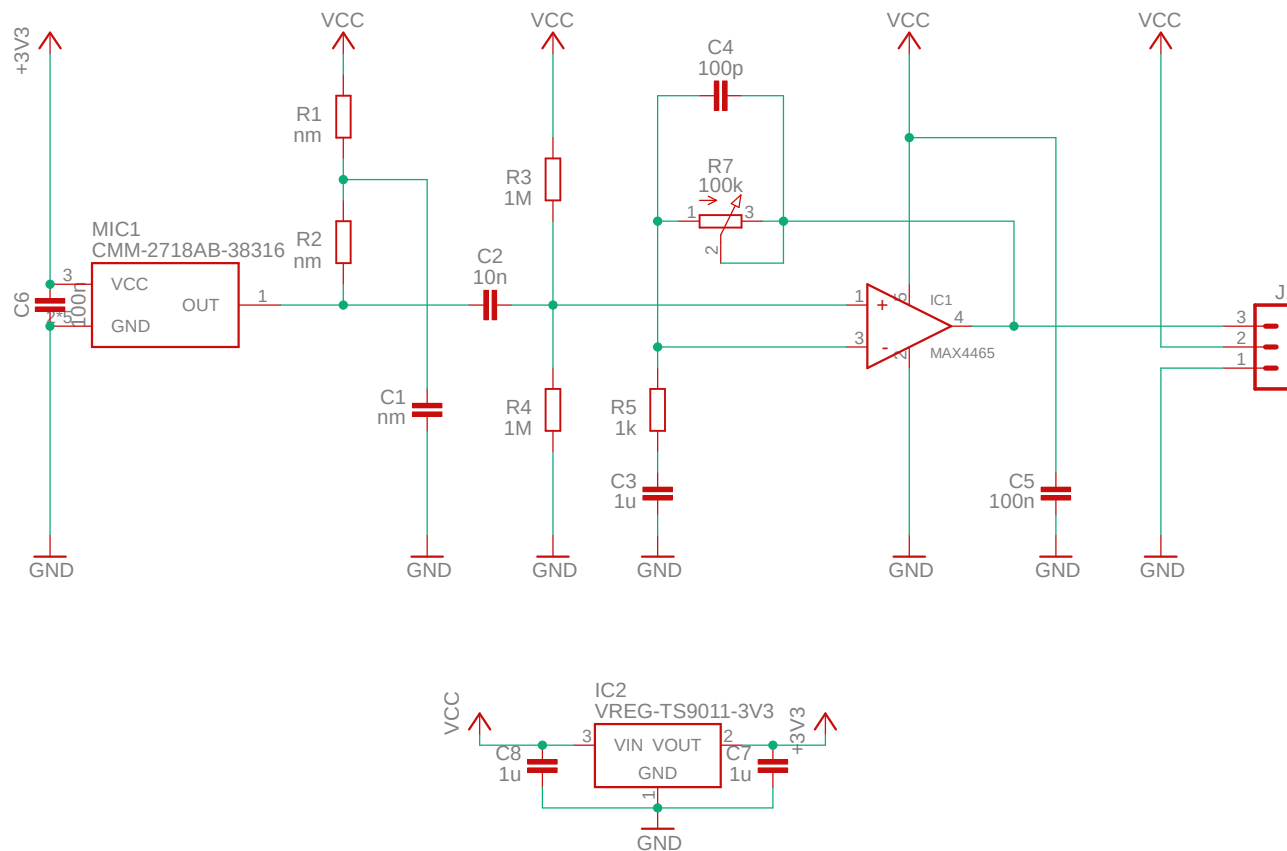 +3V3
VCC
VCC
VCC
VCC
C4
100p
R1
nm
R3
1M
R7
100k
1
3
2
MIC1
CMM-2718AB-38316
R2
nm
C2
10n
3
VCC
OUT
1
C6
100n
GND
1
+
5
IC1
4
3
-
2
MAX4465
J
3
2
1
C1
nm
R4
1M
R5
1k
C3
1u
C5
100n
GND
GND
GND
GND
GND
GND
GND
IC2
VREG-TS9011-3V3
VCC
+3V3
3
VIN
VOUT
2
C8
1u
GND
C7
1u
1
GND